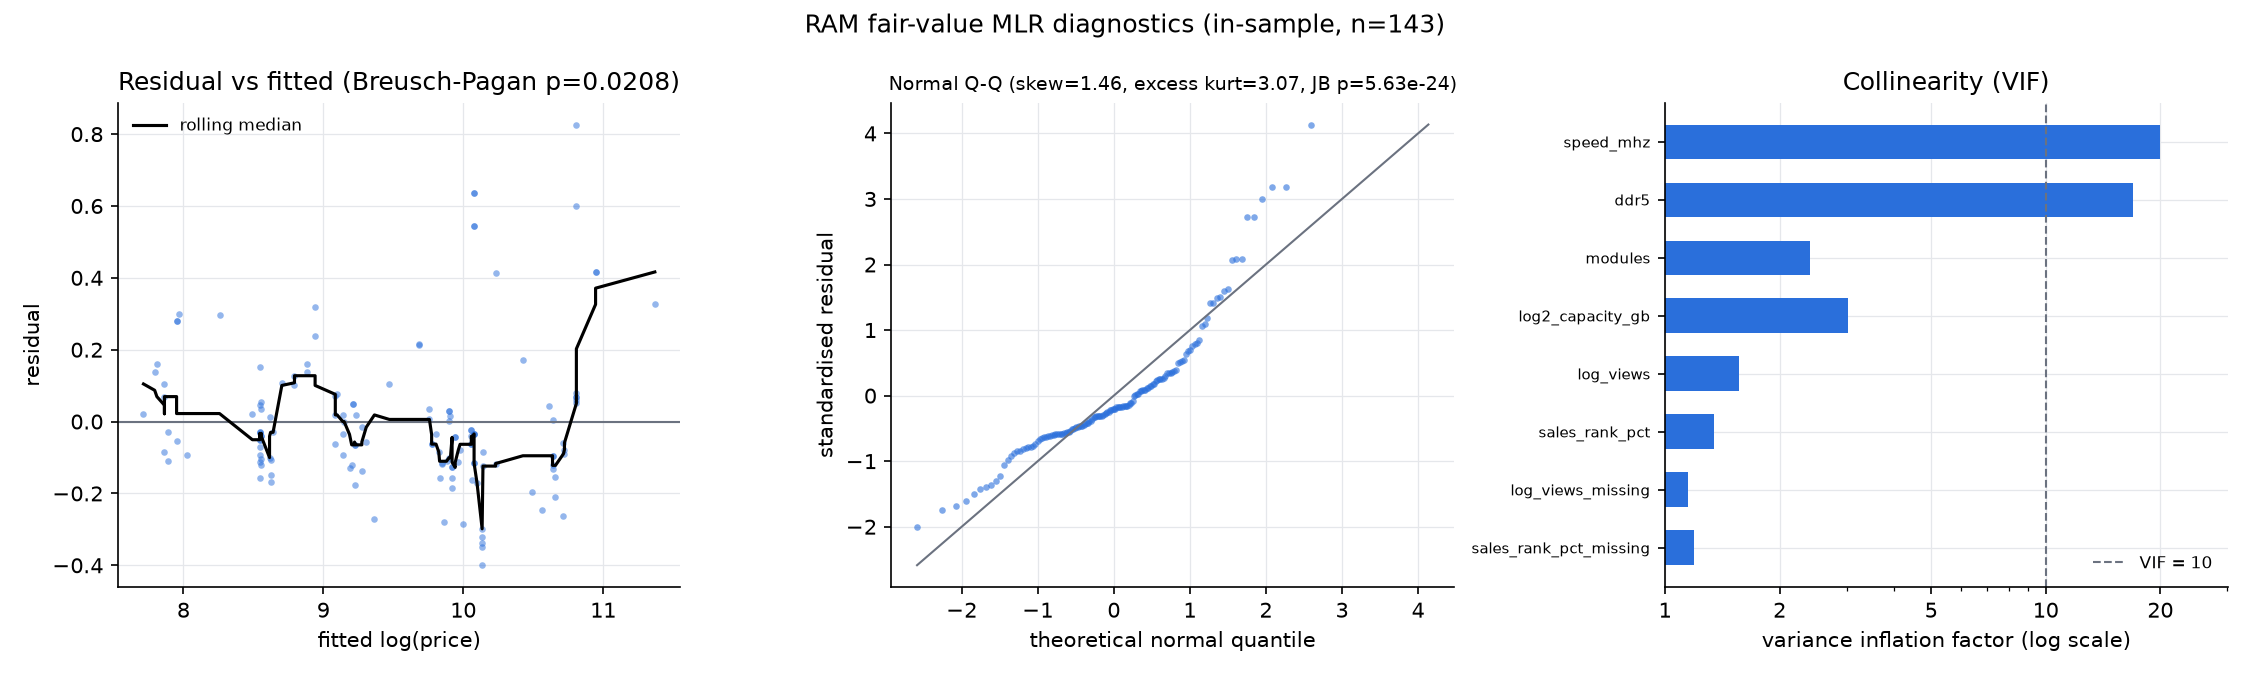 RAM fair-value MLR diagnostics (in-sample, n=143)
Residual vs fitted (Breusch-Pagan p=0.0208)
rolling median
0.8
0.6
0.4
0.2
0.0
−0.2
−0.4
residual
8
9
10
11
fitted log(price)
Normal Q-Q (skew=1.46, excess kurt=3.07, JB p=5.63e-24)
4
3
2
1
0
−1
−2
standardised residual
−2
−1
0
1
2
3
4
theoretical normal quantile
Collinearity (VIF)
speed_mhz
ddr5
modules
log2_capacity_gb
log_views
sales_rank_pct
log_views_missing
sales_rank_pct_missing
VIF = 10
1
2
5
10
20
variance inflation factor (log scale)